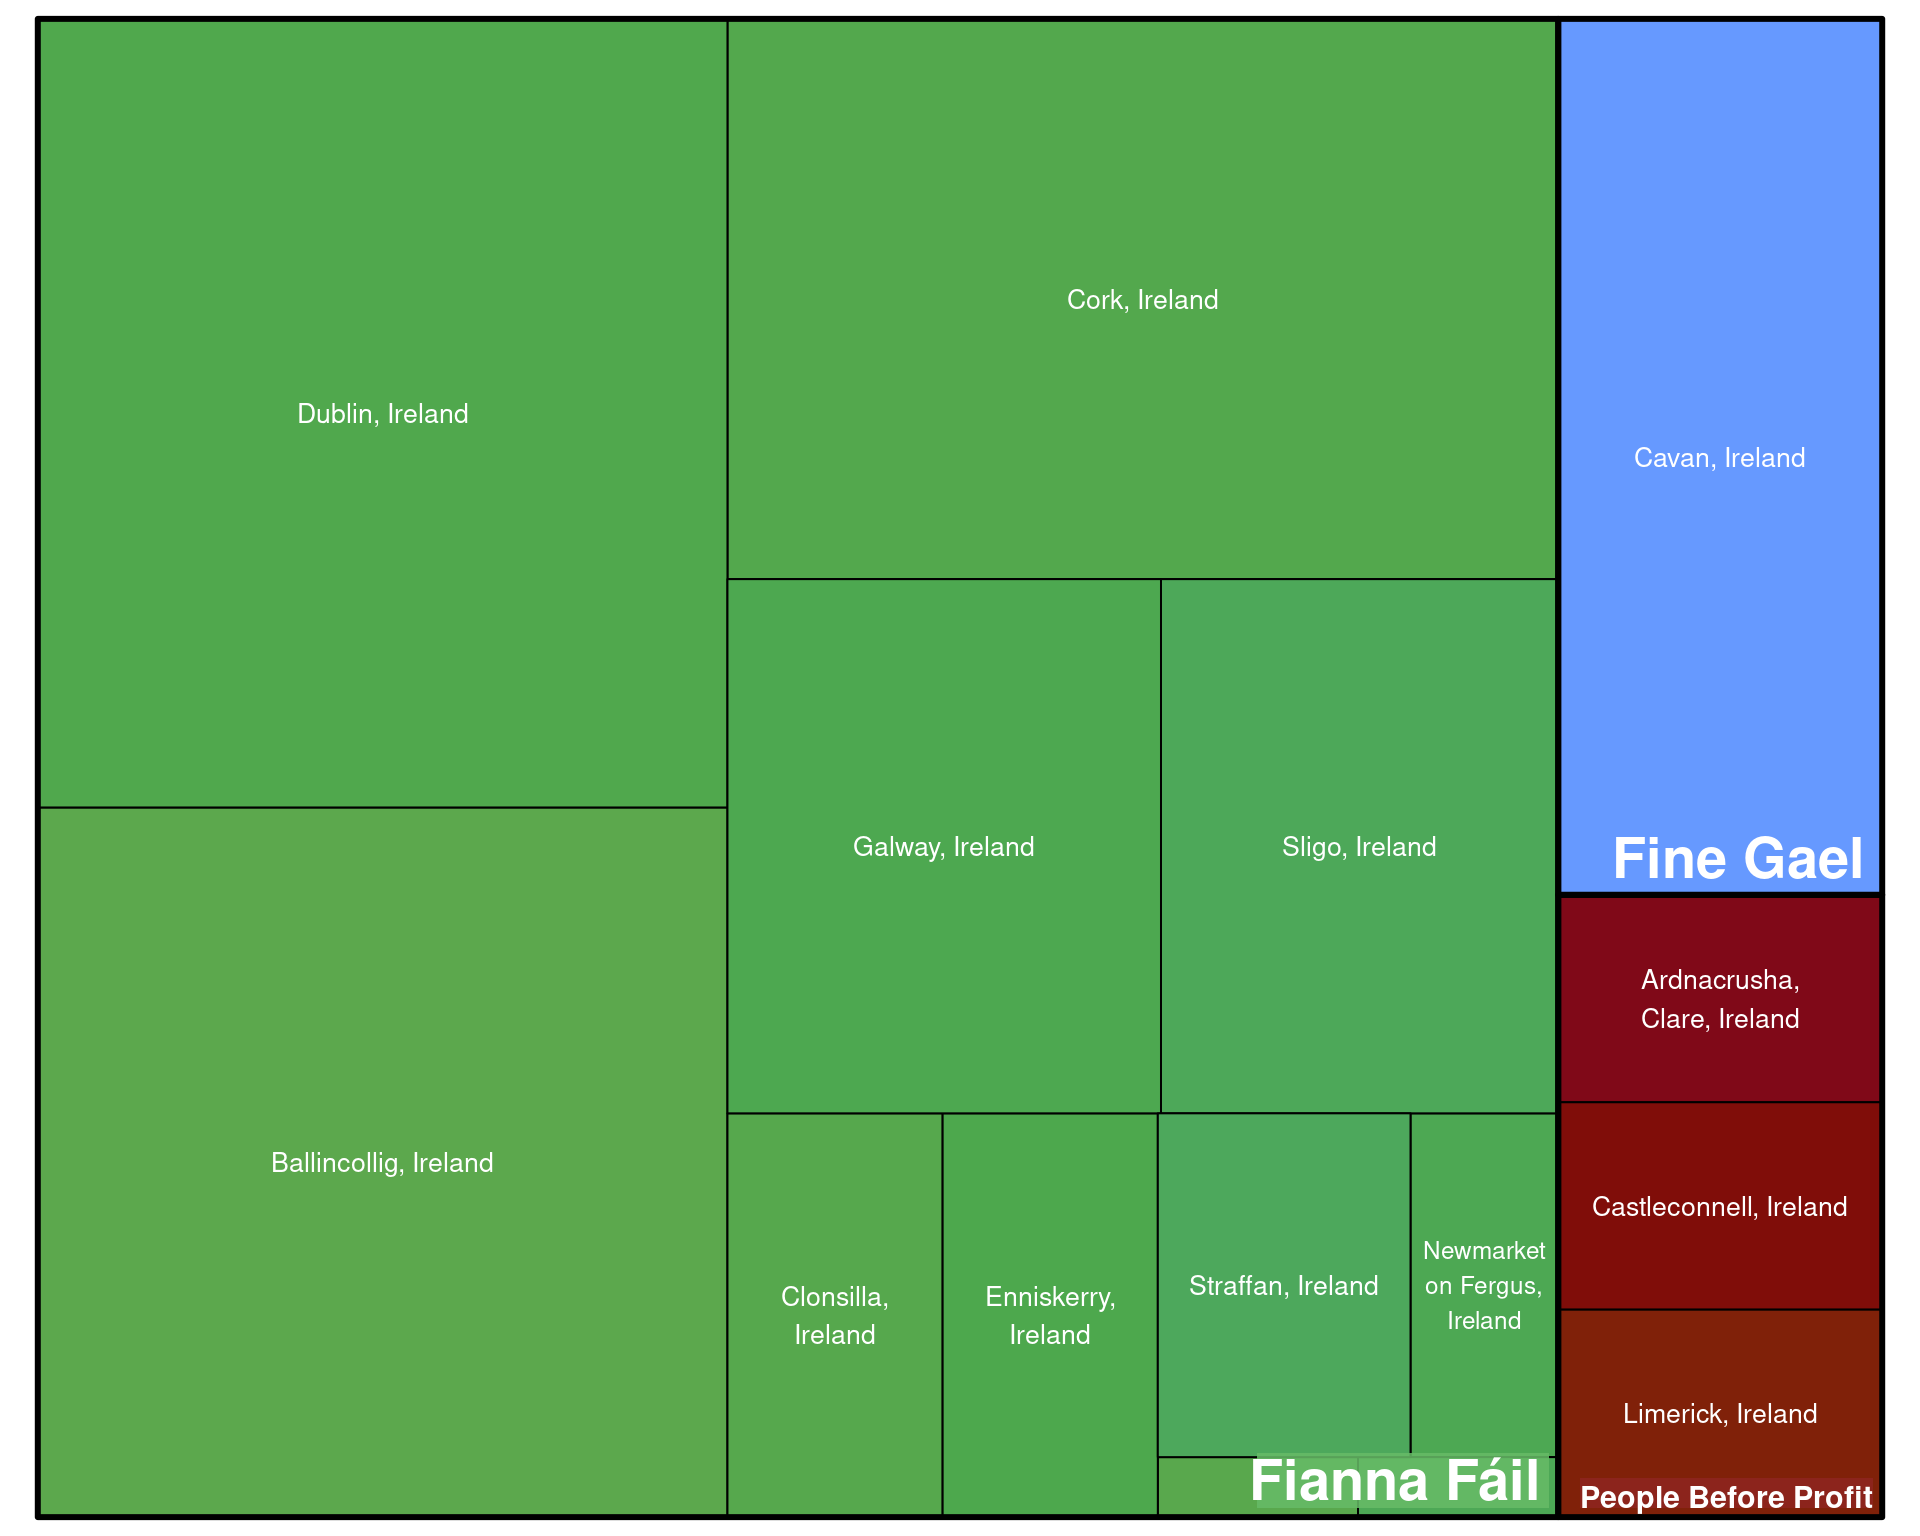 Dublin, Ireland
Cork, Ireland
Cavan, Ireland
Fine Gael
Galway, Ireland
Sligo, Ireland
Ballincollig, Ireland
Ardnacrusha,
Clare, Ireland
Castleconnell, Ireland
Clonsilla,
Ireland
Enniskerry,
Ireland
Straffan, Ireland
Newmarket
on Fergus,
Ireland
Limerick, Ireland
Fianna Fáil
People Before Profit